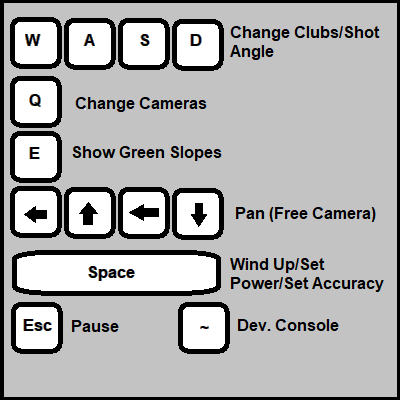 W A S D Change Clubs/Shot
Angle
Q Change Cameras
E Show Green Slopes
Pan (Free Camera)
Space Wind Up/Set
Power/Set Accuracy
Esc Pause ~ Dev. Console